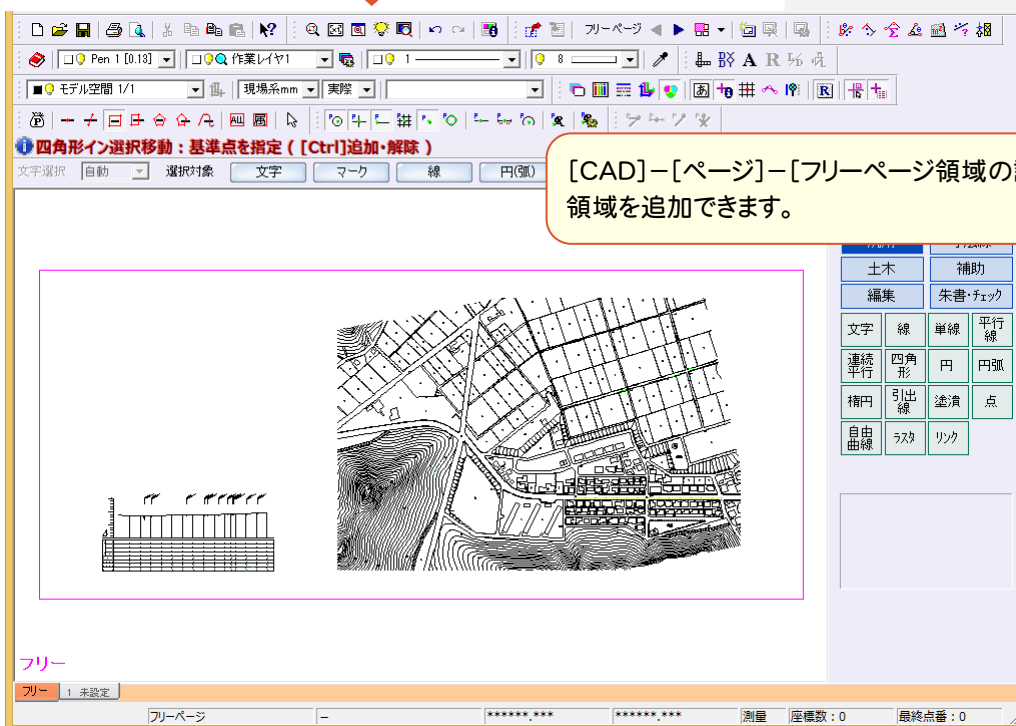 フリーページ
Pen 1 [0.13]
作業レイヤ1
1
8
A R
モデル空間 1/1
現場系mm
実際
あ
R
ALL
四角形イン選択移動：基準点を指定 ( [Ctrl]追加・解除 )
文字選択
自動
選択対象
文字
マーク
線
円(弧)
[CAD]－[ページ]－[フリーページ領域の
領域を追加できます。
土木
補助
編集
朱書・チェック
文字
線
単線
平行
線
連続
平行
四角
形
円
円弧
楕円
引出
線
塗潰
点
自由
曲線
ラスタ
リンク
フリー
フリー
1 未設定
フリーページ
－
******.***
******.***
測量
座標数：0
最終点番：0